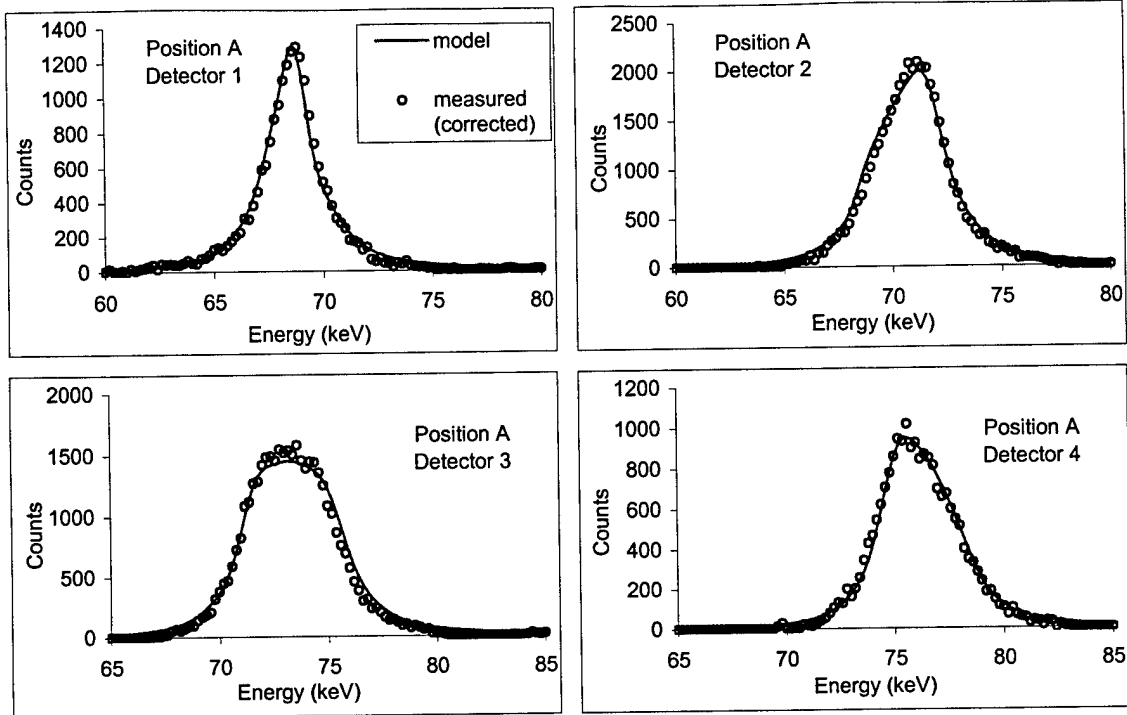 1400
1200
1000
800
600
400
200
0
Counts
Position A
Detector 1
model
measured
(corrected)
60 65 70 75 80
Energy (keV)
2500
2000
1500
1000
500
0
Counts
Position A
Detector 2
60 65 70 75 80
Energy (keV)
2000
1500
1000
500
0
Counts
Position A
Detector 3
65 70 75 80 85
Energy (keV)
1200
1000
800
600
400
200
0
Counts
Position A
Detector 4
65 70 75 80 85
Energy (keV)